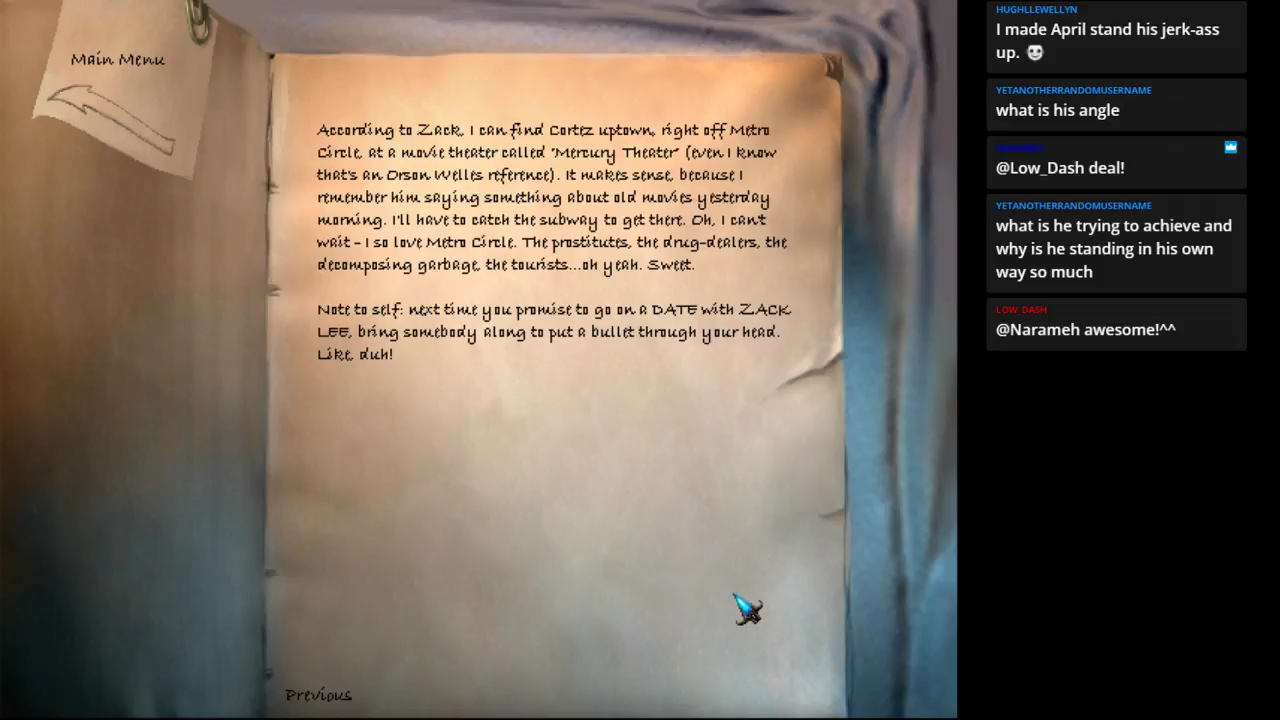 Main Menu
According to Zack, I can find Cortez uptown, right off Metro
Circle, at a movie theater called "Mercury Theater" (even I know
that's an Orson Welles reference). It makes sense, because I
remember him saying something about old movies yesterday
morning. I'll have to catch the subway to get there. Oh, I can't
wait - I so love Metro Circle. The prostitutes, the drug-dealers, the
decomposing garbage, the tourists...oh yeah. Sweet.
Note to self: next time you promise to go on a DATE with ZACK
LEE, bring somebody along to put a bullet through your head.
Like, duh!
Previous
HUGHLLEWELLYN
I made April stand his jerk-ass
up.
YETANOTHERRANDOMUSERNAME
what is his angle
@Low_Dash deal!
YETANOTHERRANDOMUSERNAME
what is he trying to achieve and
why is he standing in his own
way so much
LOW_DASH
@Narameh awesome!^^